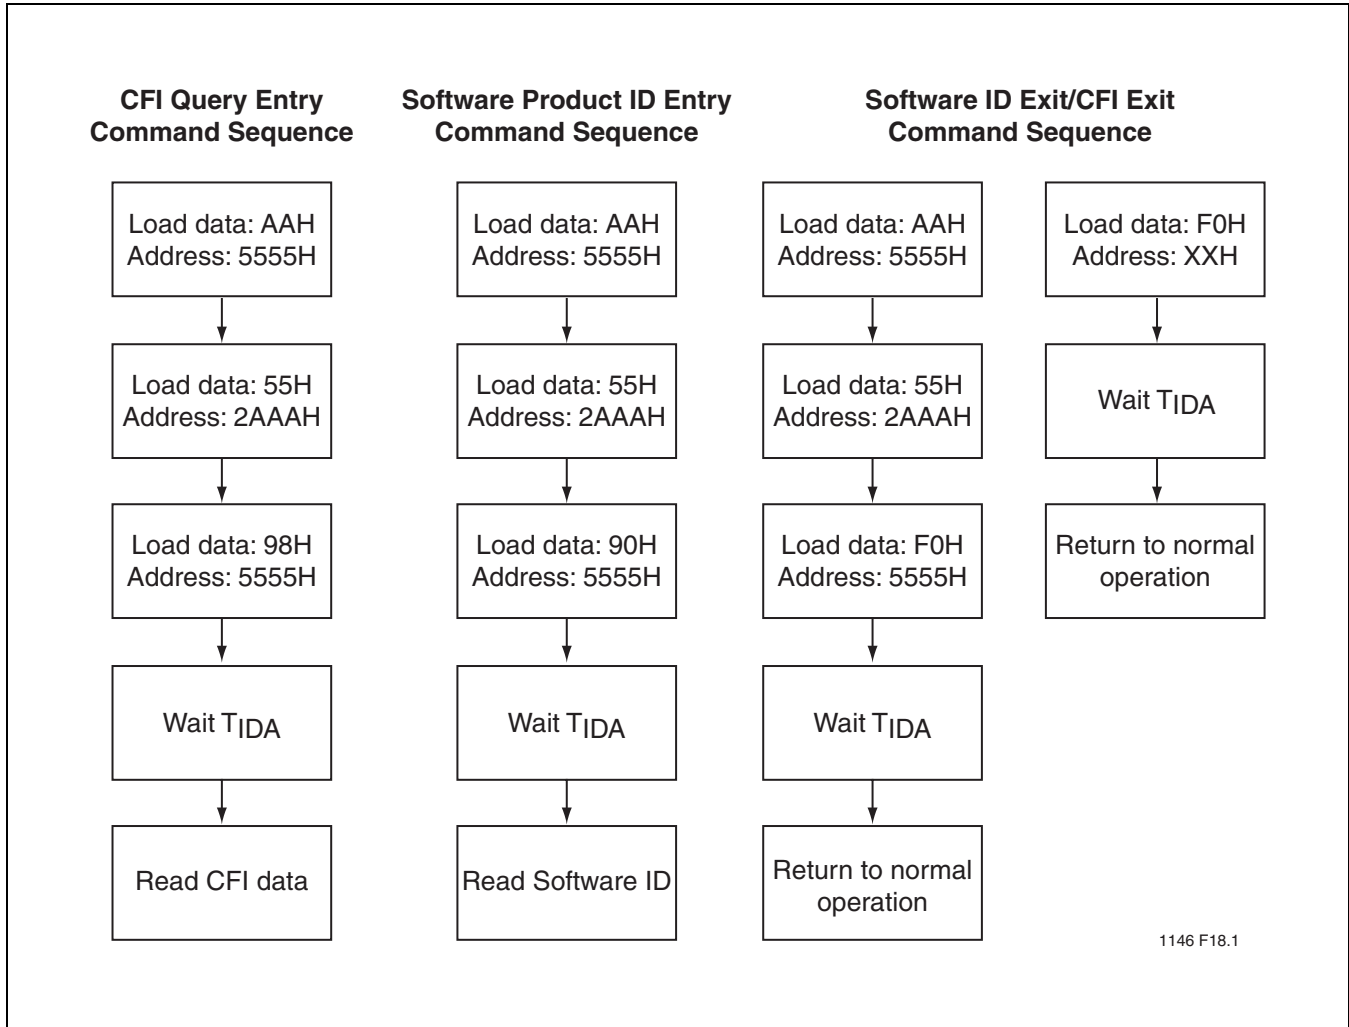 CFI Query Entry
Command Sequence
Load data: AAH
Address: 5555H
Load data: 55H
Address: 2AAAH
Load data: 98H
Address: 5555H
Wait TIDA
Read CFI data
Software Product ID Entry
Command Sequence
Load data: AAH
Address: 5555H
Load data: 55H
Address: 2AAAH
Load data: 90H
Address: 5555H
Wait TIDA
Read Software ID
Software ID Exit/CFI Exit
Command Sequence
Load data: AAH
Address: 5555H
Load data: 55H
Address: 2AAAH
Load data: F0H
Address: 5555H
Wait TIDA
Return to normal
operation
Load data: F0H
Address: XXH
Wait TIDA
Return to normal
operation
1146 F18.1